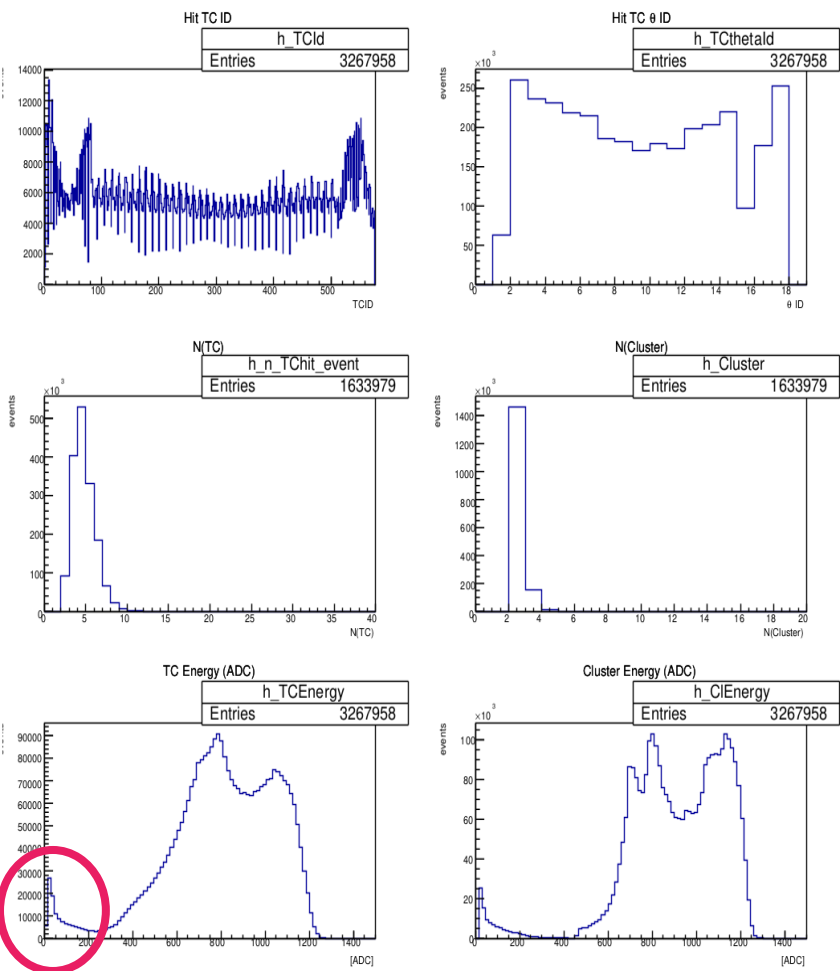 Hit TC ID
h_TCId
Entries 3267958
14000
12000
10000
8000
6000
4000
2000
0
0 100 200 300 400 500
TCID
Hit TC θ ID
h_TCthetaId
Entries 3267958
×10³
events
250
200
150
100
50
0
0 2 4 6 8 10 12 14 16 18
θ ID
N(TC)
h_n_TChit_event
Entries 1633979
×10³
events
500
400
300
200
100
0
0 5 10 15 20 25 30 35 40
N(TC)
N(Cluster)
h_Cluster
Entries 1633979
×10³
events
1400
1200
1000
800
600
400
200
0
0 2 4 6 8 10 12 14 16 18 20
N(Cluster)
TC Energy (ADC)
h_TCEnergy
Entries 3267958
90000
80000
70000
60000
50000
40000
30000
20000
10000
0
0 200 400 600 800 1000 1200 1400
[ADC]
Cluster Energy (ADC)
h_ClEnergy
Entries 3267958
×10³
events
100
80
60
40
20
0
0 200 400 600 800 1000 1200 1400
[ADC]